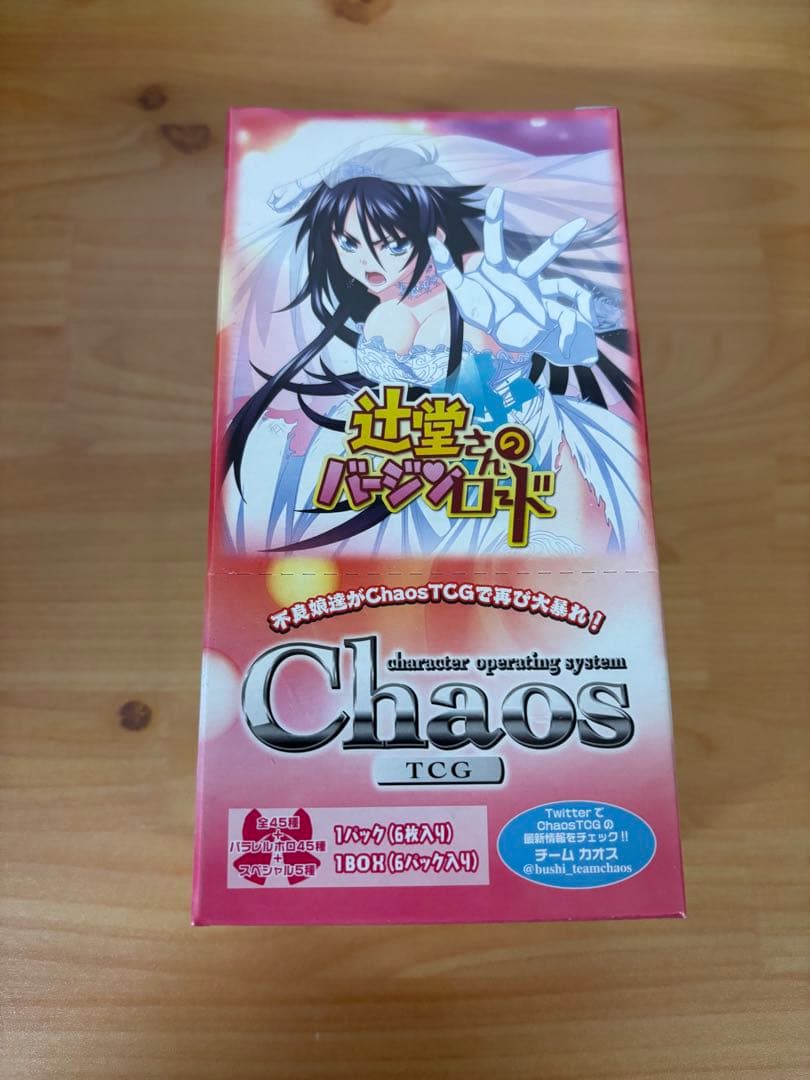 辻堂さんの
バージンロード
不良娘達がChaosTCGで再び大暴れ!
character operating system
Chaos
TCG
全45種
+
パラレルホロ45種
+
スペシャル5種
1パック(6枚入り)
1BOX(6パック入り)
Twitterで
ChaosTCGの
最新情報をチェック!!
チーム カオス
@bushi_teamchaos